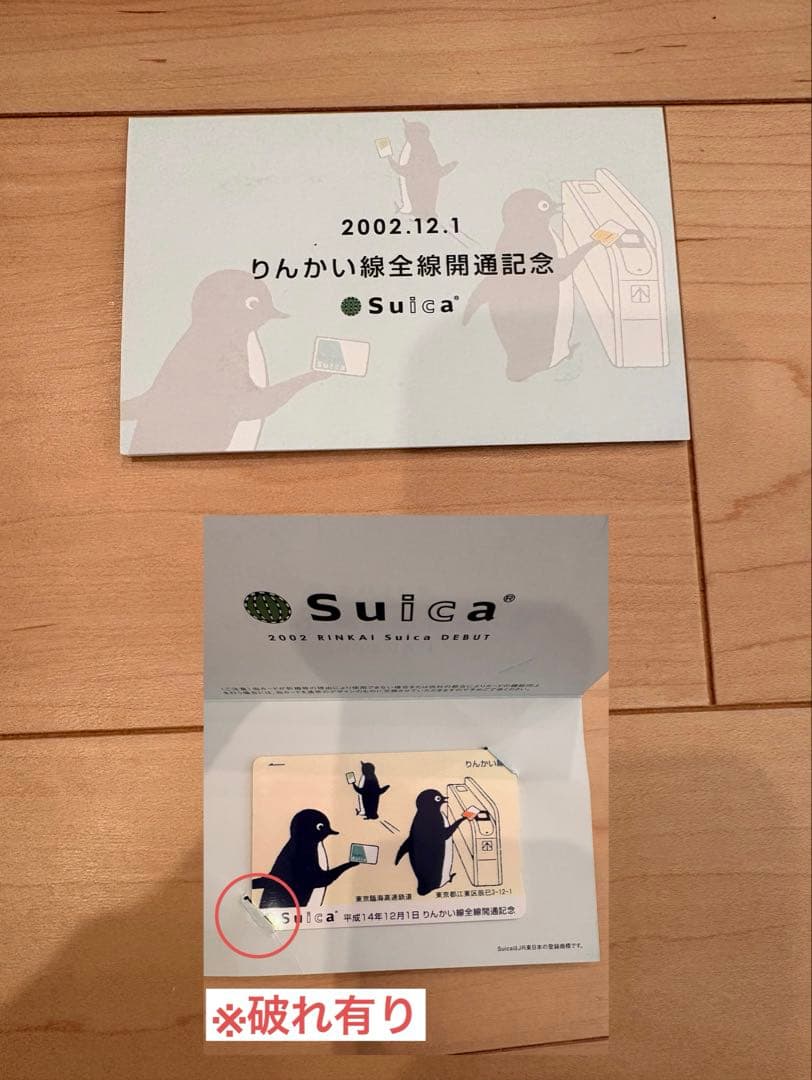 2002.12.1
りんかい線全線開通記念
Suica®
Suica
Suica®
2002 RINKAI Suica DEBUT
りんかい線
東京臨海高速鉄道
東京都江東区辰巳3-12-1
Suica® 平成14年12月1日 りんかい線全線開通記念
SuicaはJR東日本の登録商標です。
※破れ有り